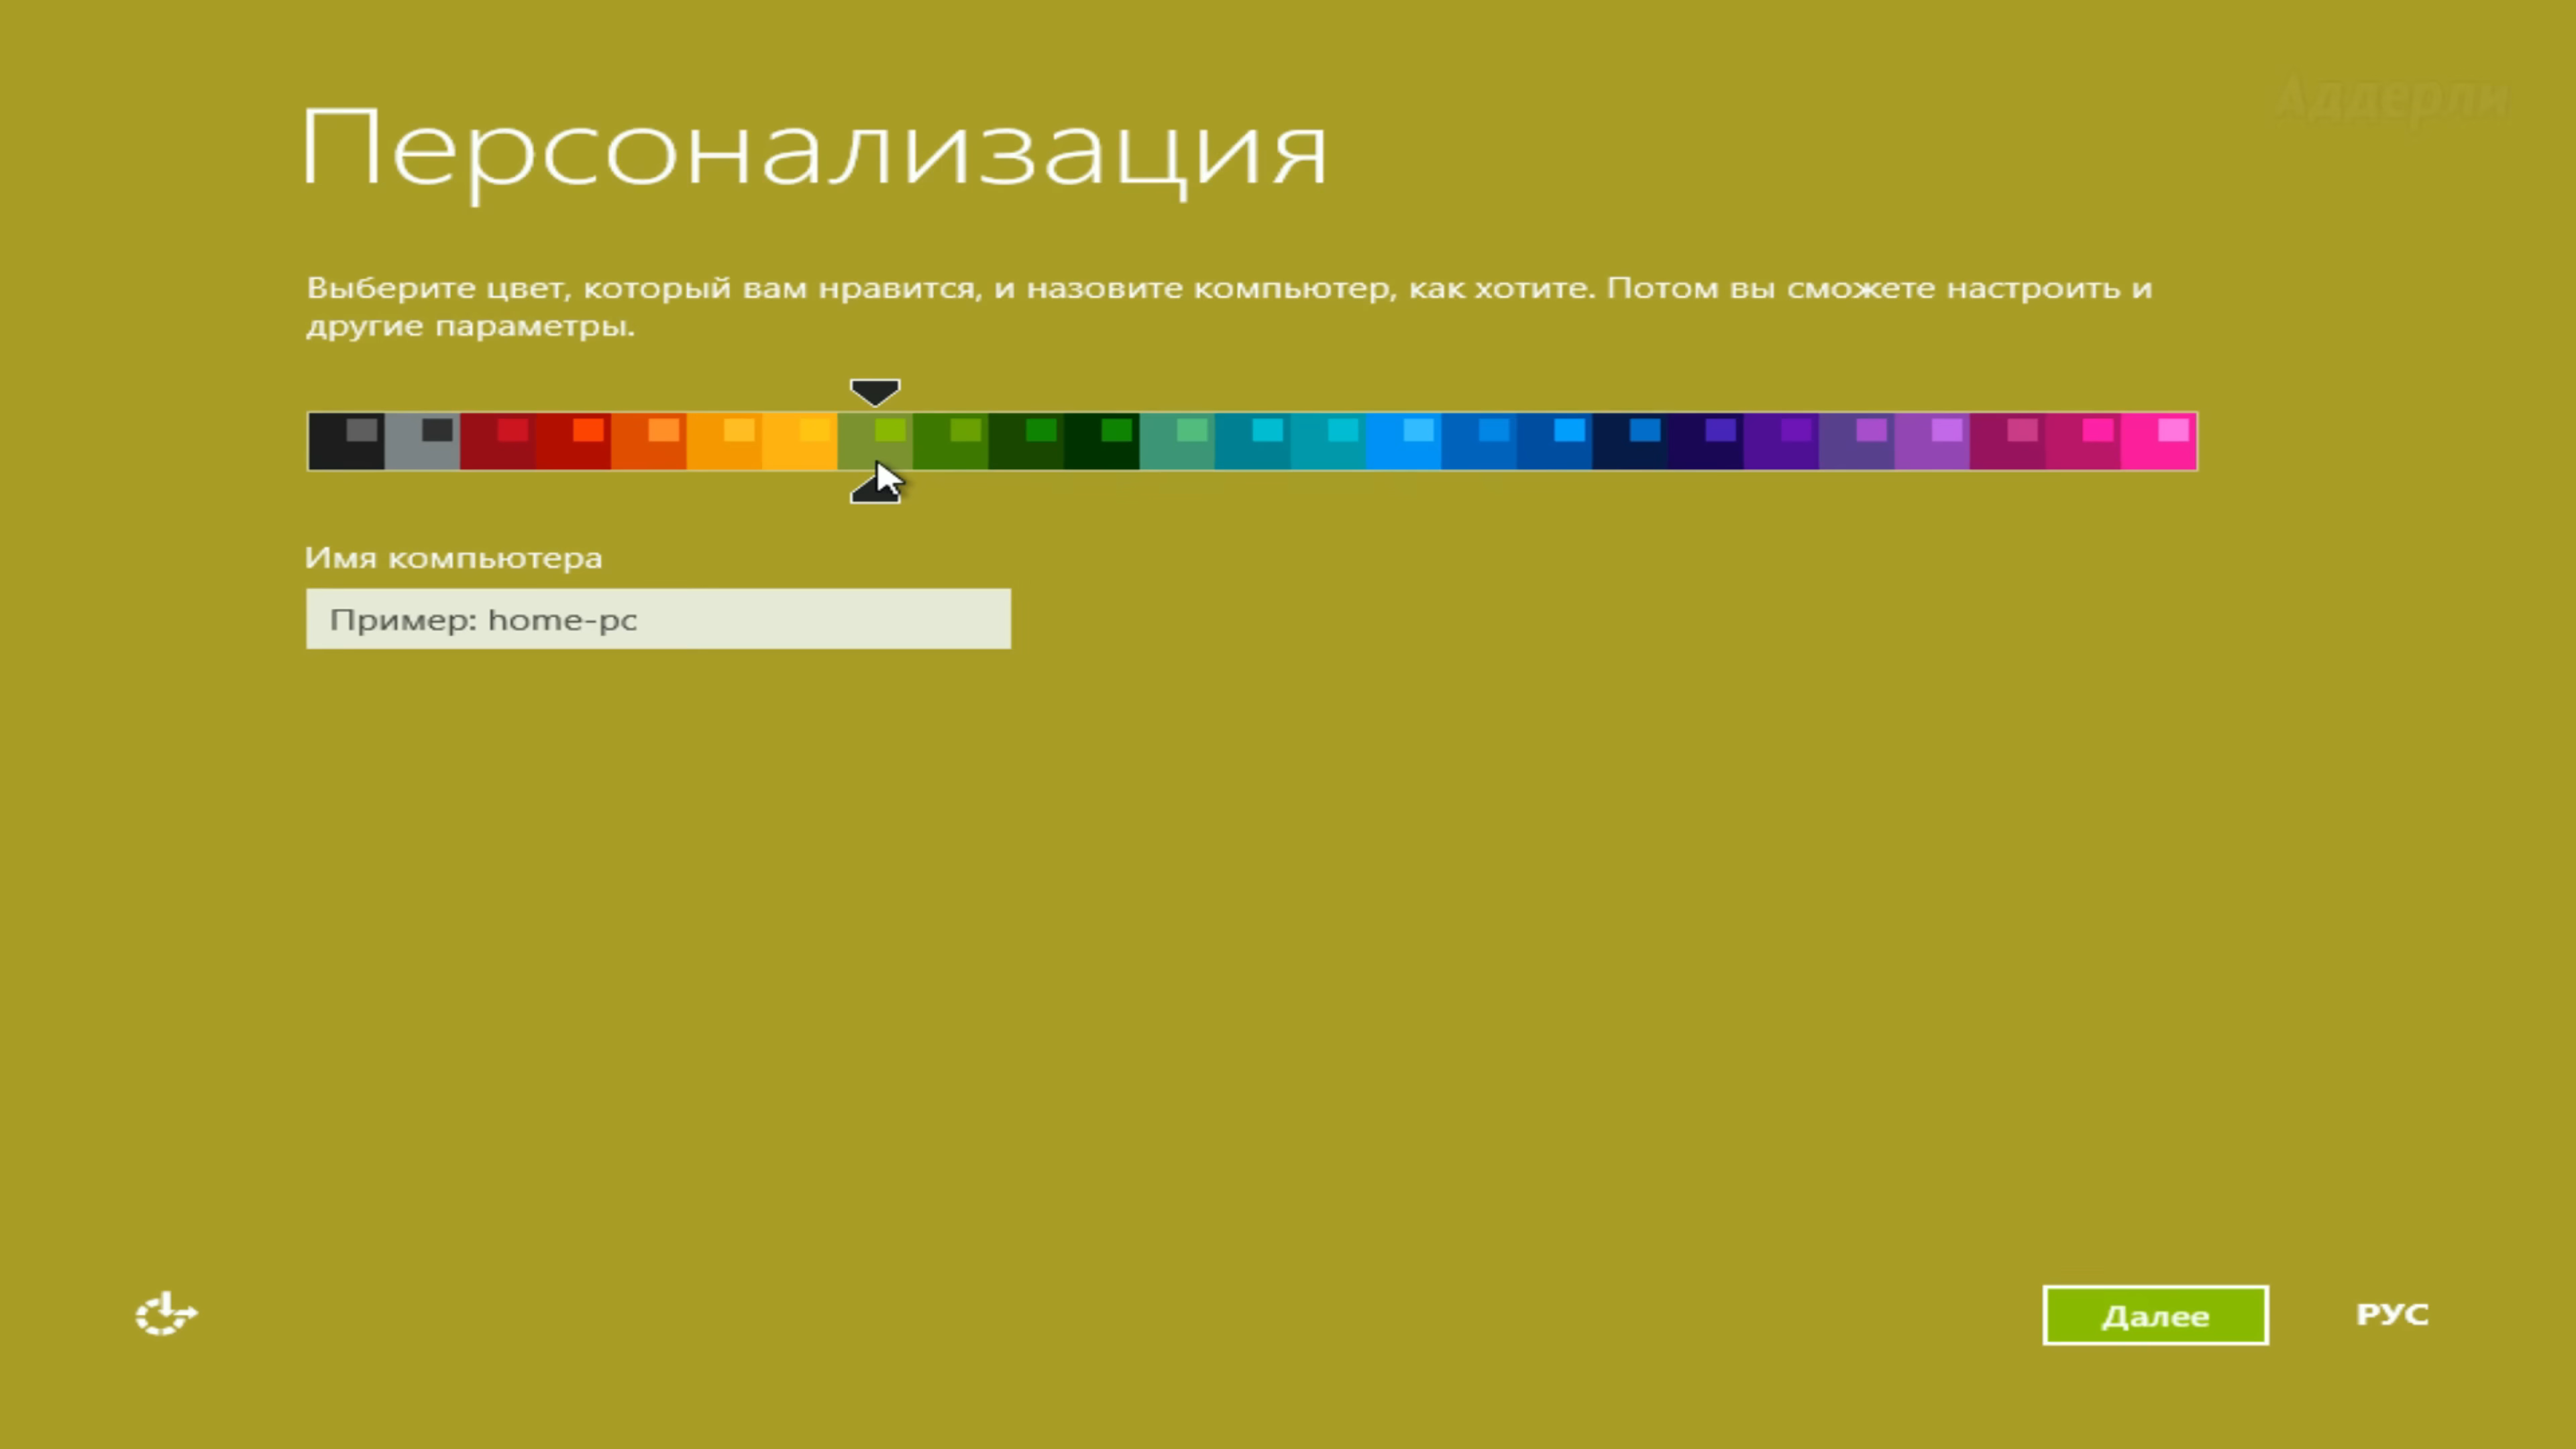 Аддерли
Персонализация
Выберите цвет, который вам нравится, и назовите компьютер, как хотите. Потом вы сможете настроить и
другие параметры.
Имя компьютера
Пример: home-pc
Далее
РУС